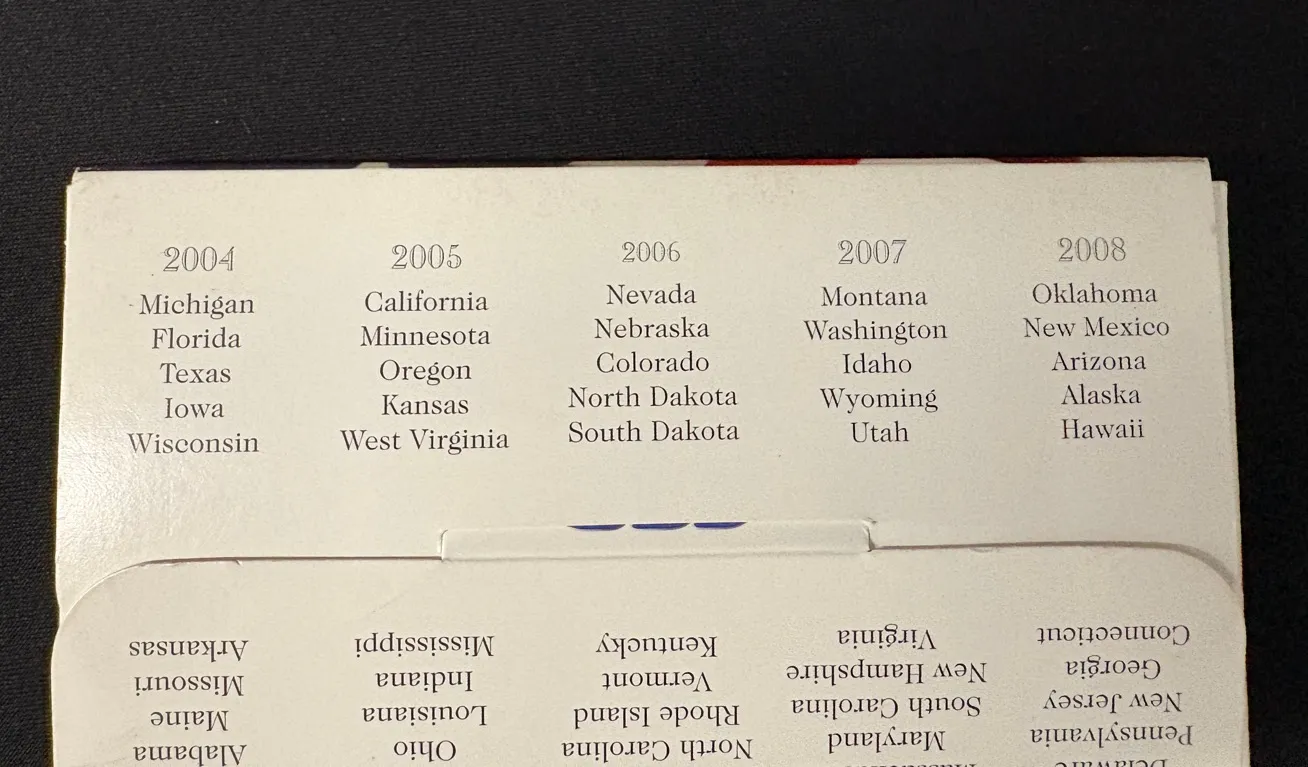 2004 2005 2006 2007 2008
Michigan California Nevada Montana Oklahoma
Florida Minnesota Nebraska Washington New Mexico
Texas Oregon Colorado Idaho Arizona
Iowa Kansas North Dakota Wyoming Alaska
Wisconsin West Virginia South Dakota Utah Hawaii
Arkansas Mississippi Kentucky Virginia Connecticut
Missouri Indiana Vermont New Hampshire Georgia
Maine Louisiana Rhode Island South Carolina New Jersey
Alabama Ohio North Carolina Maryland Pennsylvania